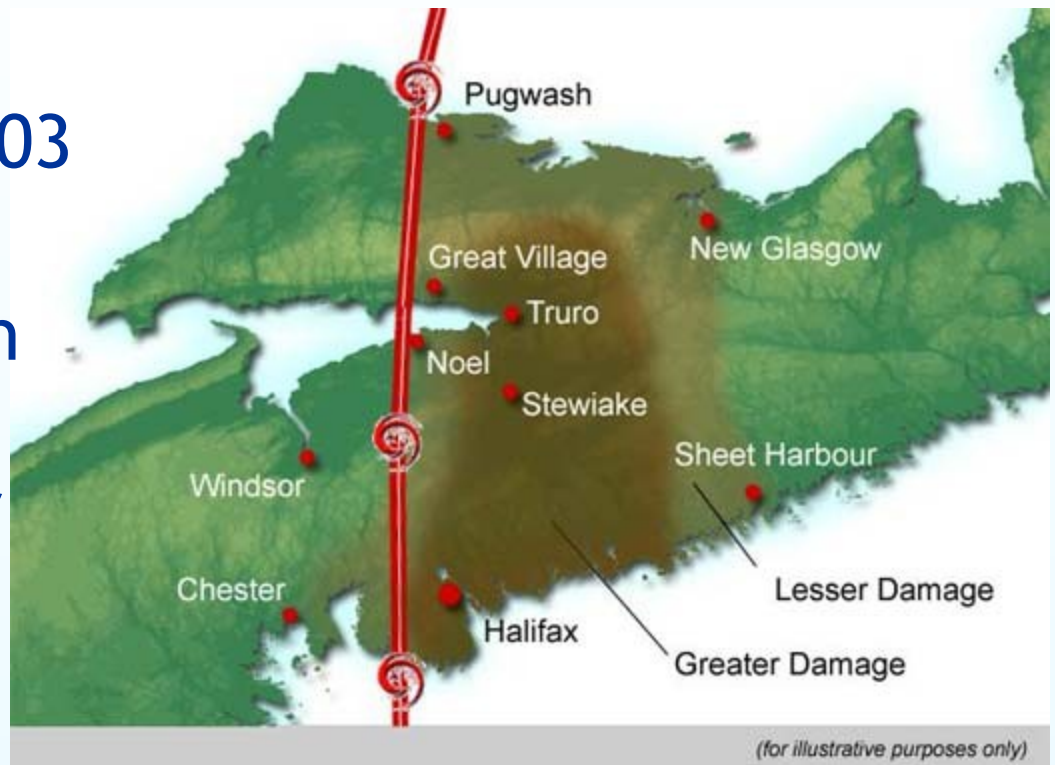 03
n
Pugwash
New Glasgow
Great Village
Truro
Noel
Stewiake
Sheet Harbour
Windsor
Chester
Lesser Damage
Halifax
Greater Damage
(for illustrative purposes only)